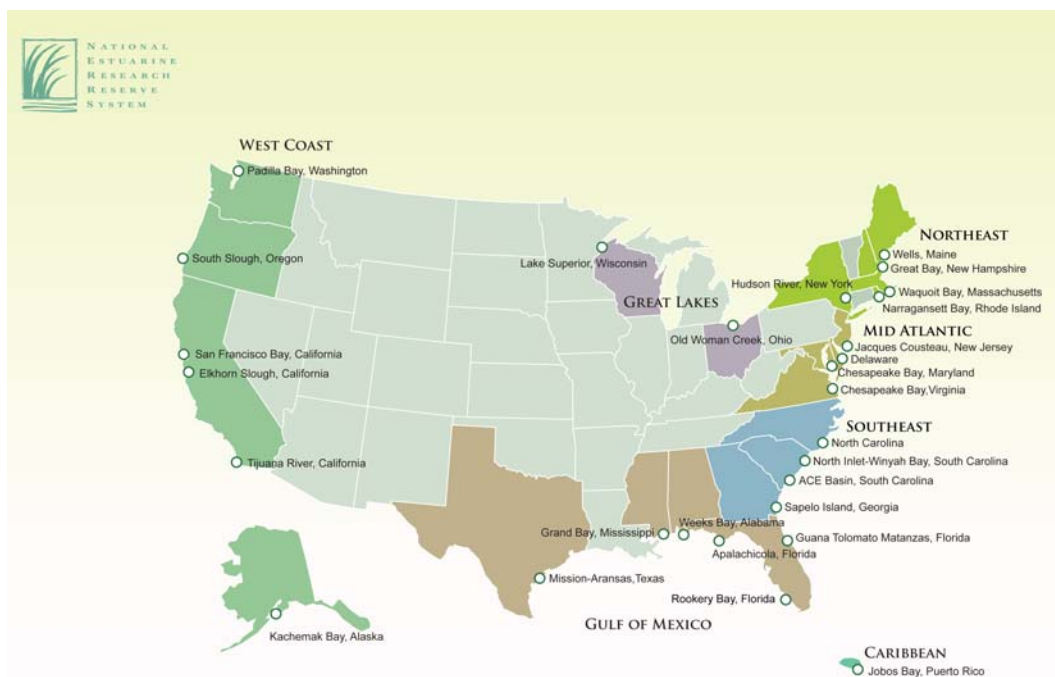 NATIONAL
ESTUARINE
RESEARCH
RESERVE
SYSTEM
WEST COAST
Padilla Bay, Washington
South Slough, Oregon
San Francisco Bay, California
Elkhorn Slough, California
Tijuana River, California
Kachemak Bay, Alaska
Lake Superior, Wisconsin
GREAT LAKES
Old Woman Creek, Ohio
NORTHEAST
Wells, Maine
Great Bay, New Hampshire
Hudson River, New York
Waquoit Bay, Massachusetts
Narragansett Bay, Rhode Island
MID ATLANTIC
Jacques Cousteau, New Jersey
Delaware
Chesapeake Bay, Maryland
Chesapeake Bay,Virginia
SOUTHEAST
North Carolina
North Inlet-Winyah Bay, South Carolina
ACE Basin, South Carolina
Sapelo Island, Georgia
Guana Tolomato Matanzas, Florida
Weeks Bay, Alabama
Grand Bay, Mississippi
Apalachicola, Florida
Mission-Aransas,Texas
Rookery Bay, Florida
GULF OF MEXICO
CARIBBEAN
Jobos Bay, Puerto Rico